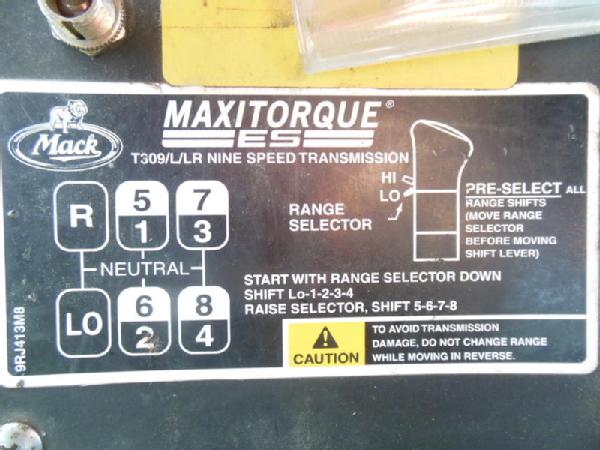 Mack
MAXITORQUE®
ES
T309/L/LR NINE SPEED TRANSMISSION
R 5 7
1 3
NEUTRAL
LO 6 8
2 4
HI
LO
RANGE
SELECTOR
PRE-SELECT ALL
RANGE SHIFTS
(MOVE RANGE
SELECTOR
BEFORE MOVING
SHIFT LEVER)
START WITH RANGE SELECTOR DOWN
SHIFT Lo-1-2-3-4
RAISE SELECTOR, SHIFT 5-6-7-8
! CAUTION
TO AVOID TRANSMISSION
DAMAGE, DO NOT CHANGE RANGE
WHILE MOVING IN REVERSE.
9RJ413M8